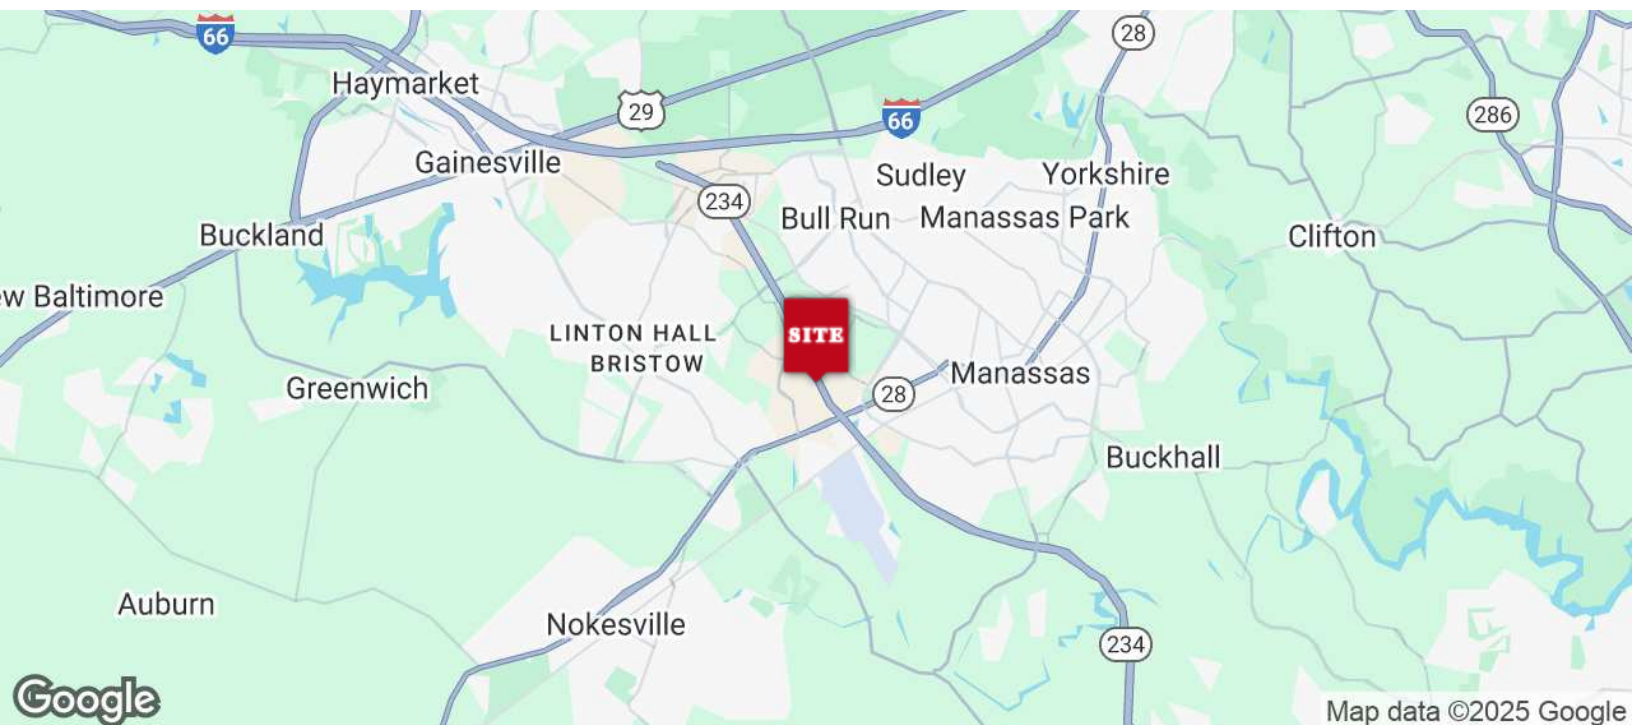 66
28
Haymarket
29
66
286
Gainesville
Sudley
Yorkshire
234
Bull Run
Manassas Park
Buckland
Clifton
ew Baltimore
SITE
LINTON HALL
BRISTOW
Greenwich
28
Manassas
Buckhall
Auburn
Nokesville
234
Google
Map data ©2025 Google